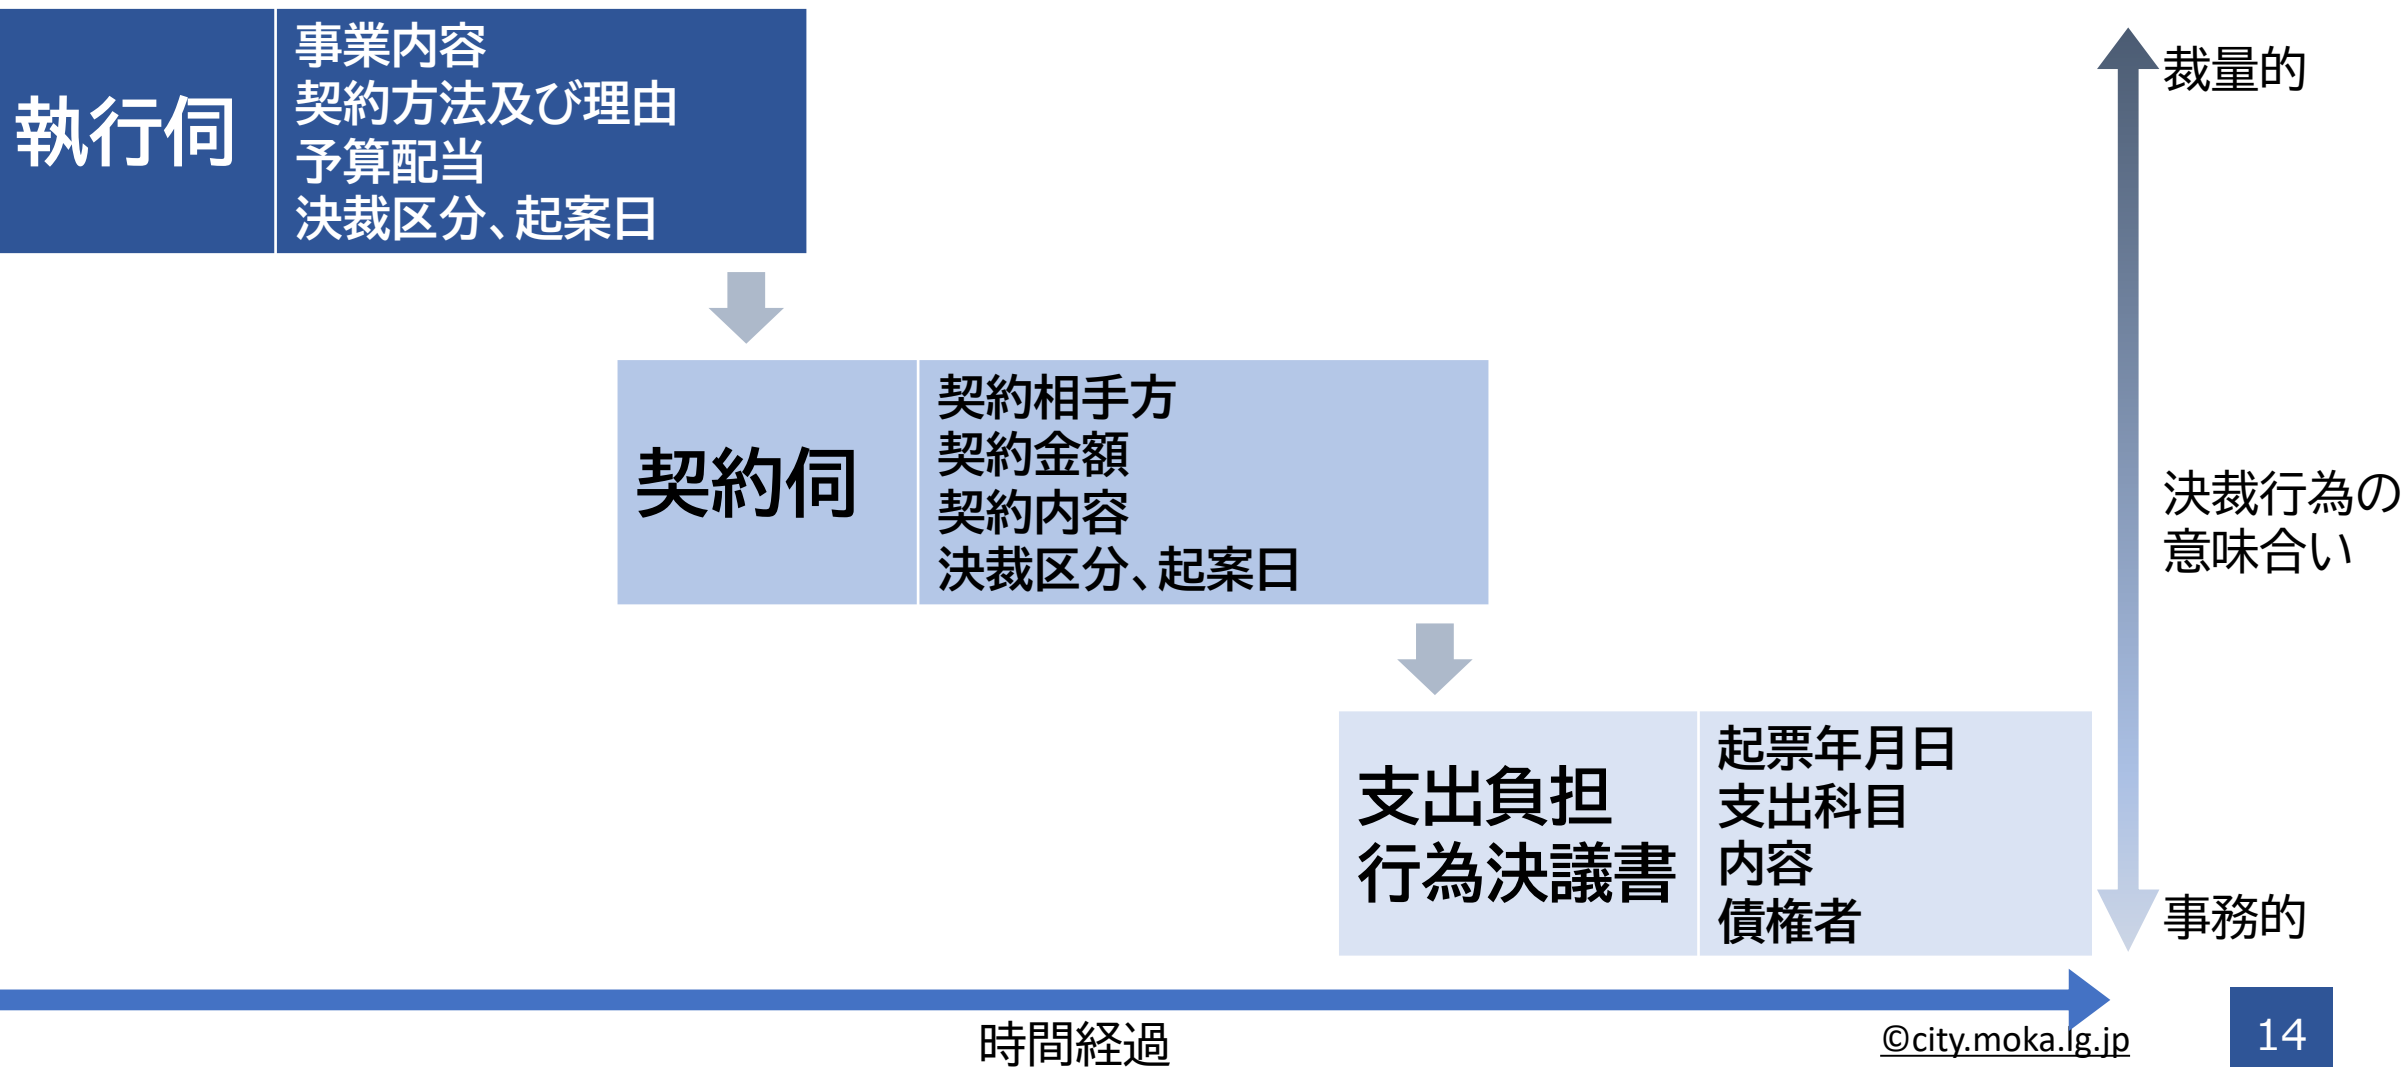 執行伺
事業内容
契約方法及び理由
予算配当
決裁区分、起案日
契約伺
契約相手方
契約金額
契約内容
決裁区分、起案日
支出負担
行為決議書
起票年月日
支出科目
内容
債権者
裁量的
決裁行為の
意味合い
事務的
時間経過
©city.moka.lg.jp
14